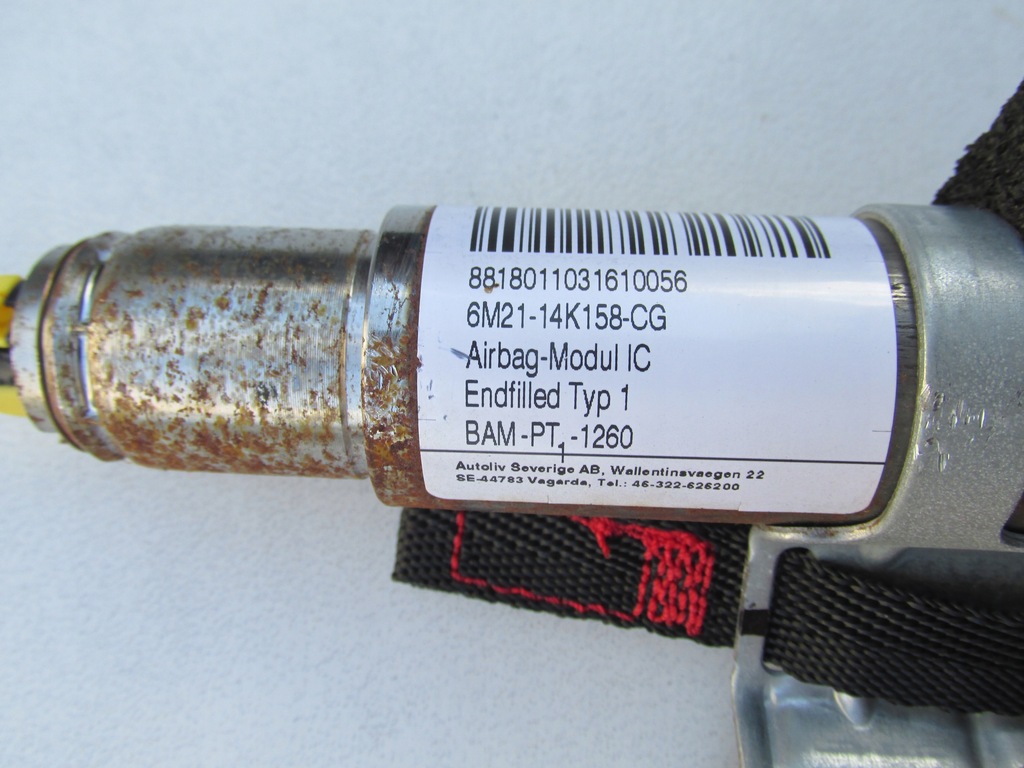 8818011031610056
6M21-14K158-CG
Airbag-Modul IC
Endfilled Typ 1
BAM-PT1-1260
Autoliv Sverige AB, Wallentinsvaegen 22
SE-44783 Vagarda, Tel.: 46-322-626200